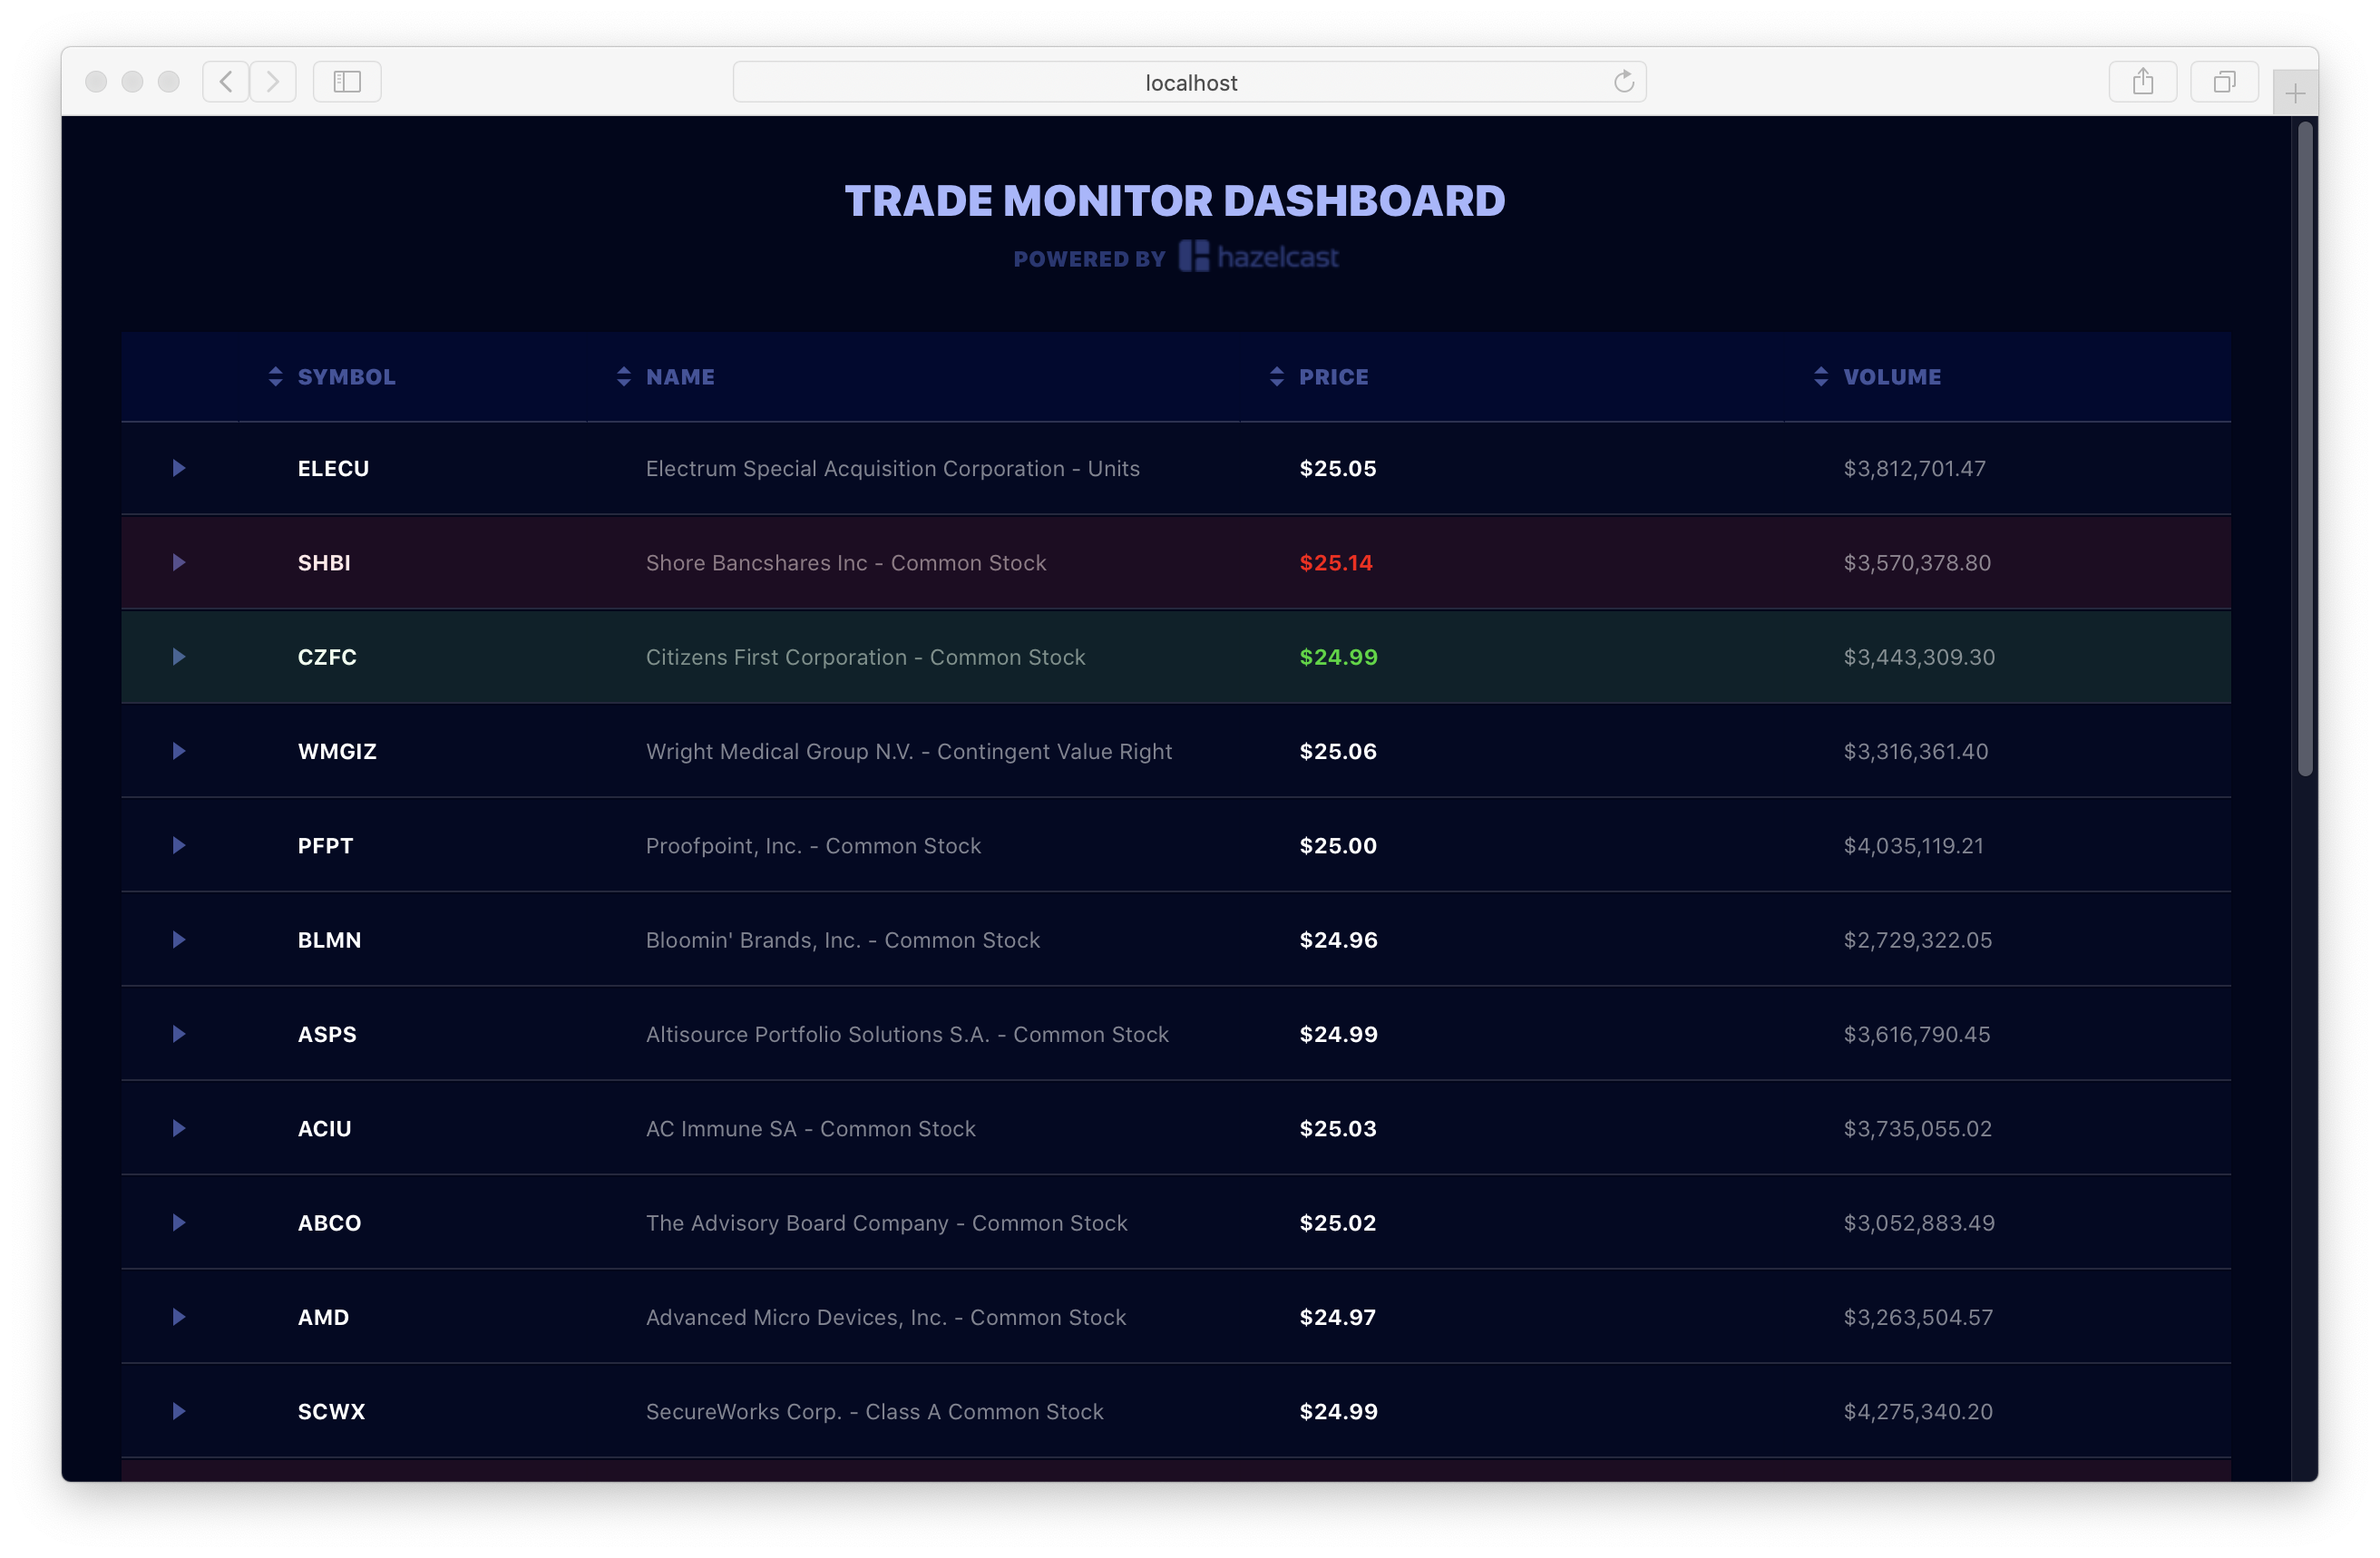 localhost
TRADE MONITOR DASHBOARD
POWERED BY hazelcast
SYMBOL NAME PRICE VOLUME
ELECU Electrum Special Acquisition Corporation - Units $25.05 $3,812,701.47
SHBI Shore Bancshares Inc - Common Stock $25.14 $3,570,378.80
CZFC Citizens First Corporation - Common Stock $24.99 $3,443,309.30
WMGIZ Wright Medical Group N.V. - Contingent Value Right $25.06 $3,316,361.40
PFPT Proofpoint, Inc. - Common Stock $25.00 $4,035,119.21
BLMN Bloomin' Brands, Inc. - Common Stock $24.96 $2,729,322.05
ASPS Altisource Portfolio Solutions S.A. - Common Stock $24.99 $3,616,790.45
ACIU AC Immune SA - Common Stock $25.03 $3,735,055.02
ABCO The Advisory Board Company - Common Stock $25.02 $3,052,883.49
AMD Advanced Micro Devices, Inc. - Common Stock $24.97 $3,263,504.57
SCWX SecureWorks Corp. - Class A Common Stock $24.99 $4,275,340.20